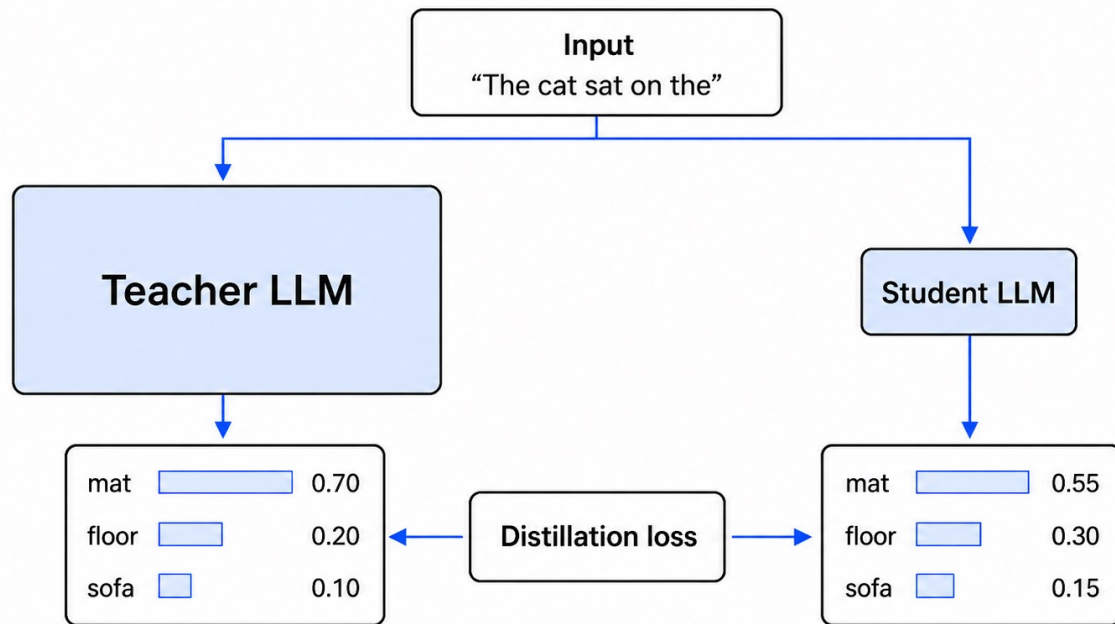 Input
“The cat sat on the”
Teacher LLM
Student LLM
mat 0.70
floor 0.20
sofa 0.10
Distillation loss
mat 0.55
floor 0.30
sofa 0.15